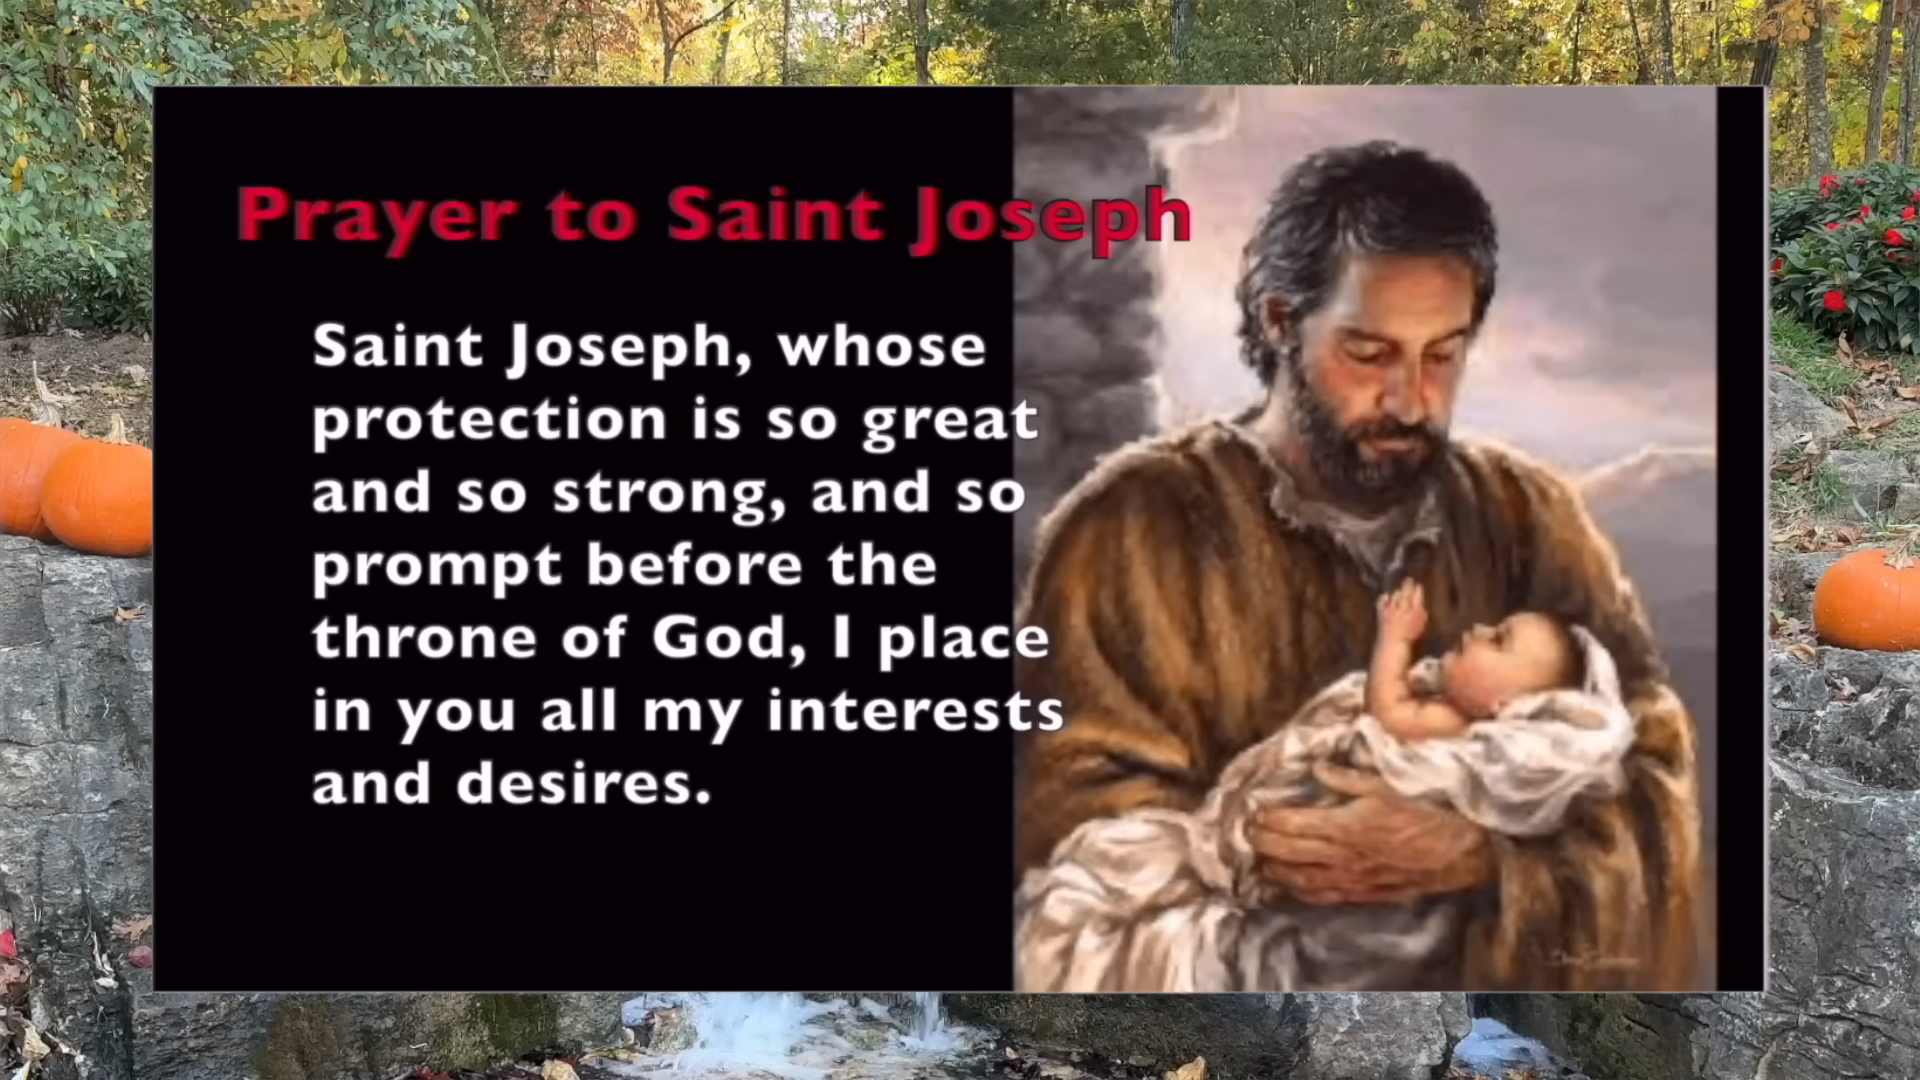 Prayer to Saint Joseph
Saint Joseph, whose
protection is so great
and so strong, and so
prompt before the
throne of God, I place
in you all my interests
and desires.